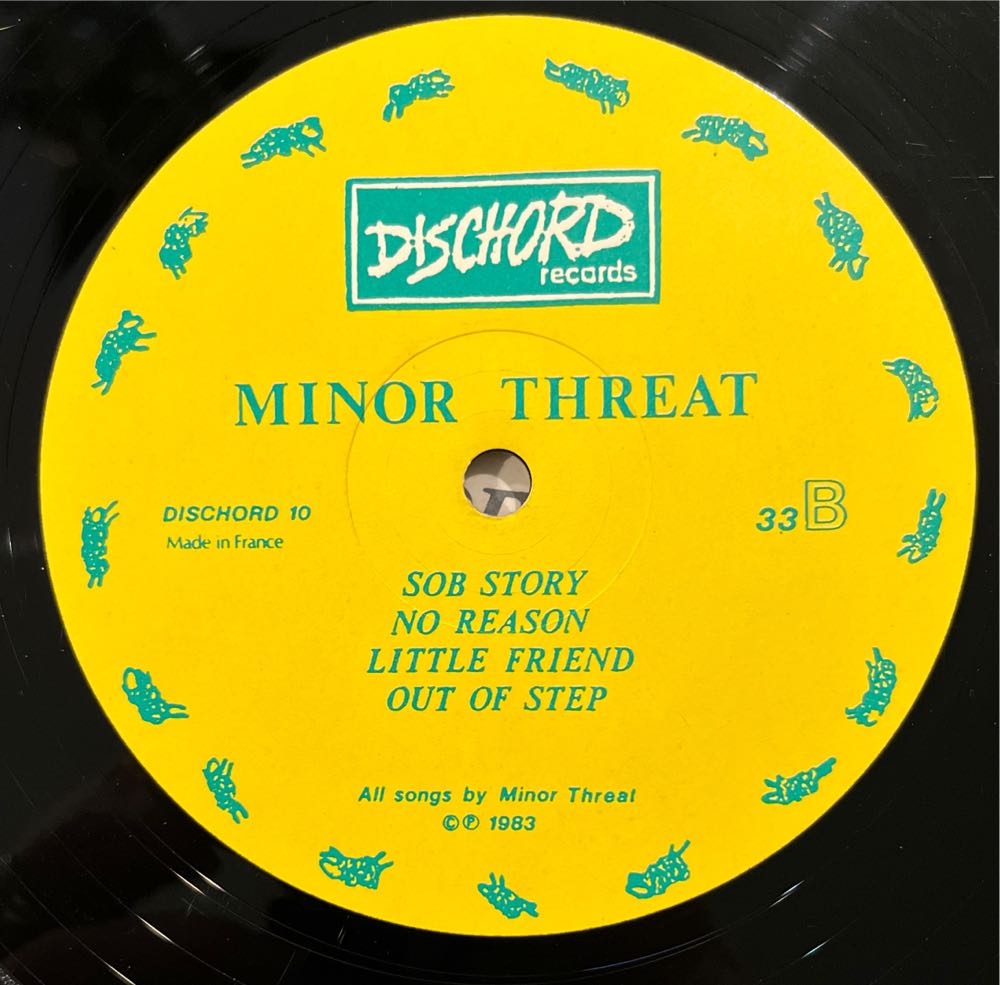 DISCHORD
records
MINOR THREAT
DISCHORD 10
Made in France
33 B
SOB STORY
NO REASON
LITTLE FRIEND
OUT OF STEP
All songs by Minor Threat
©℗ 1983